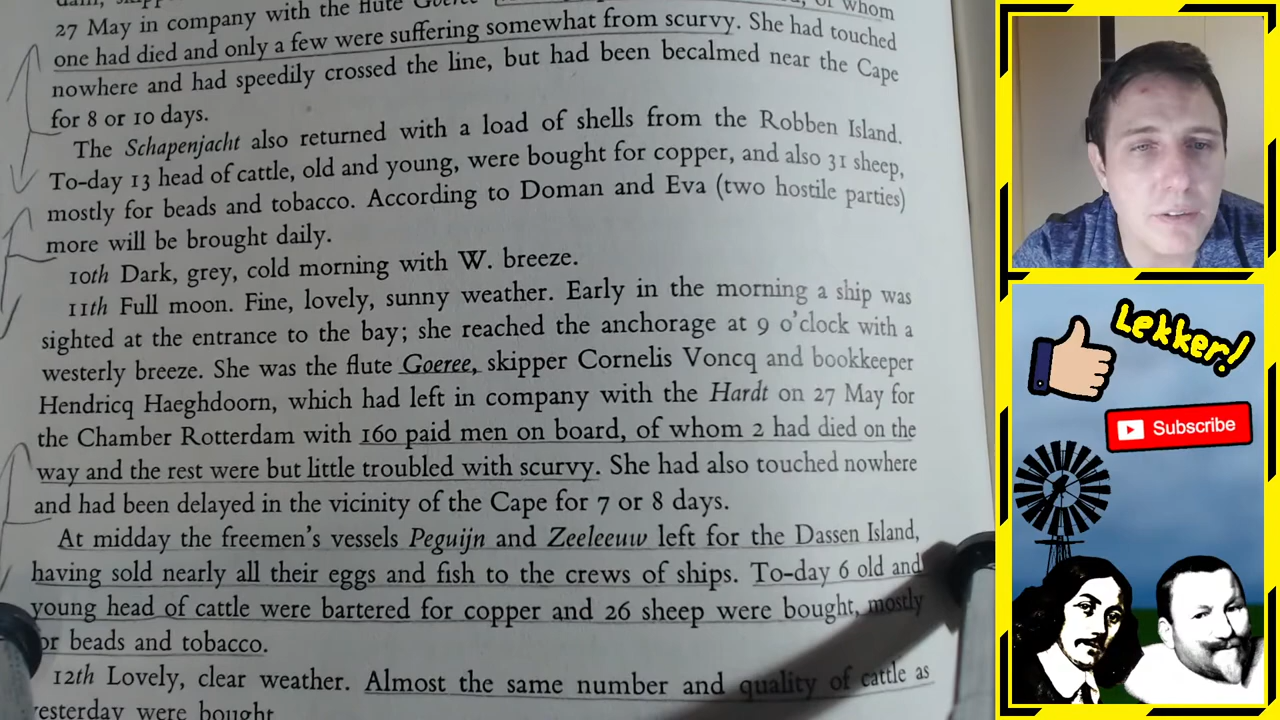 27 May in company with the flute Goeree of whom
one had died and only a few were suffering somewhat from scurvy. She had touched
nowhere and had speedily crossed the line, but had been becalmed near the Cape
for 8 or 10 days.
The Schapenjacht also returned with a load of shells from the Robben Island.
To-day 13 head of cattle, old and young, were bought for copper, and also 31 sheep,
mostly for beads and tobacco. According to Doman and Eva (two hostile parties)
more will be brought daily.
10th Dark, grey, cold morning with W. breeze.
11th Full moon. Fine, lovely, sunny weather. Early in the morning a ship was
sighted at the entrance to the bay; she reached the anchorage at 9 o'clock with a
westerly breeze. She was the flute Goeree, skipper Cornelis Voncq and bookkeeper
Hendricq Haeghdoorn, which had left in company with the Hardt on 27 May for
the Chamber Rotterdam with 160 paid men on board, of whom 2 had died on the
way and the rest were but little troubled with scurvy. She had also touched nowhere
and had been delayed in the vicinity of the Cape for 7 or 8 days.
At midday the freemen's vessels Peguijn and Zeeleeuw left for the Dassen Island,
having sold nearly all their eggs and fish to the crews of ships. To-day 6 old and
young head of cattle were bartered for copper and 26 sheep were bought, mostly
or beads and tobacco.
12th Lovely, clear weather. Almost the same number and quality of cattle as
yesterday were bought
Lekker!
Subscribe